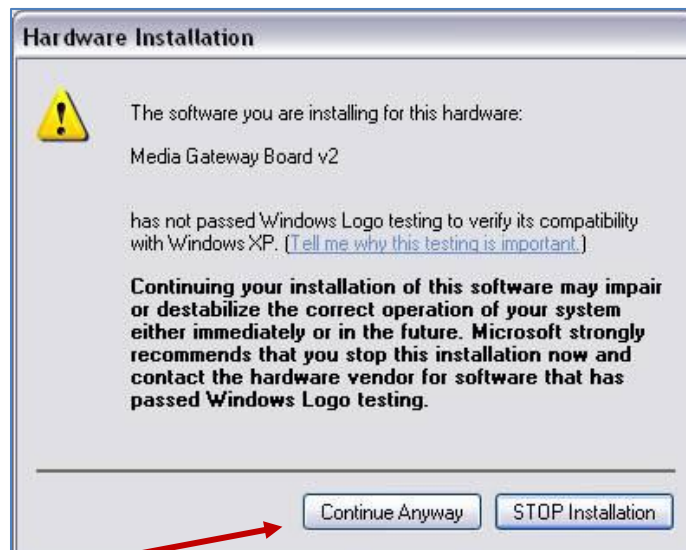 Hardware Installation
The software you are installing for this hardware:
Media Gateway Board v2
has not passed Windows Logo testing to verify its compatibility
with Windows XP. (Tell me why this testing is important.)
Continuing your installation of this software may impair
or destabilize the correct operation of your system
either immediately or in the future. Microsoft strongly
recommends that you stop this installation now and
contact the hardware vendor for software that has
passed Windows Logo testing.
Continue Anyway STOP Installation